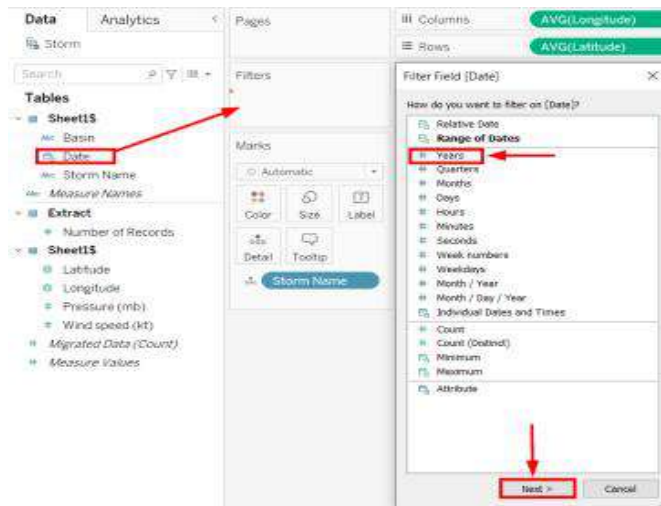 Data
Analytics
Storm
Search
Tables
Sheet1$
Abc Basin
Date
Abc Storm Name
Abc Measure Names
Extract
Number of Records
Sheet1$
Latitude
Longitude
Pressure (mb)
Wind speed (kt)
Migrated Data (Count)
Measure Values
Pages
Filters
Marks
Automatic
Color
Size
Label
Detail
Tooltip
Storm Name
Columns
AVG(Longitude)
Rows
AVG(Latitude)
Filter Field [Date]
How do you want to filter on [Date]?
Relative Date
Range of Dates
# Years
# Quarters
# Months
# Days
# Hours
# Minutes
# Seconds
# Week numbers
# Weekdays
# Month / Year
# Month / Day / Year
Individual Dates and Times
# Count
# Count (Distinct)
Minimum
Maximum
Attribute
Next >
Cancel